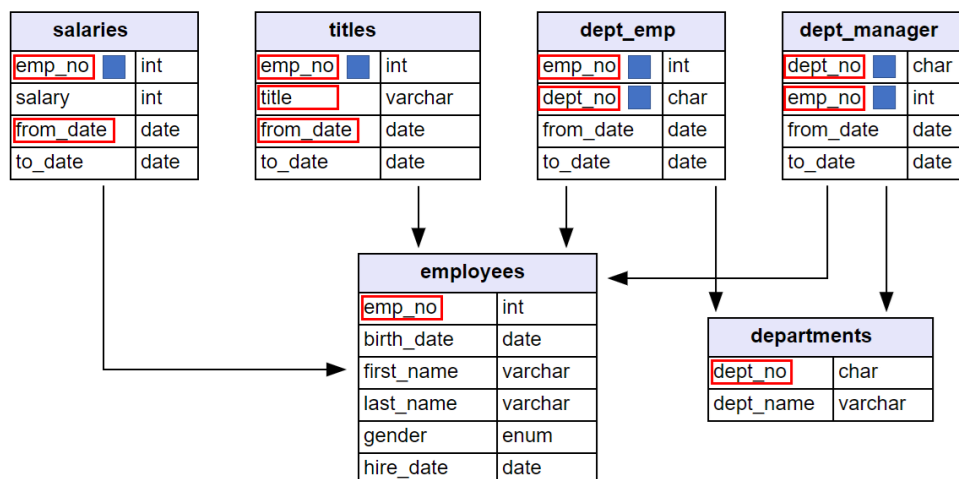 salaries
emp_no int
salary int
from_date date
to_date date
titles
emp_no int
title varchar
from_date date
to_date date
dept_emp
emp_no int
dept_no char
from_date date
to_date date
dept_manager
dept_no char
emp_no int
from_date date
to_date date
employees
emp_no int
birth_date date
first_name varchar
last_name varchar
gender enum
hire_date date
departments
dept_no char
dept_name varchar